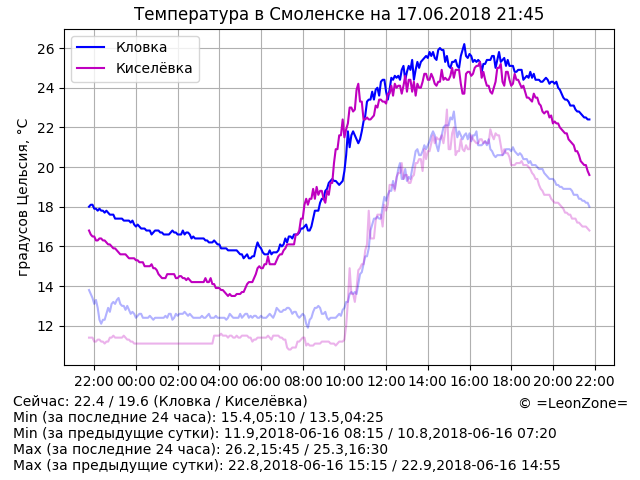 Температура в Смоленске на 17.06.2018 21:45
Кловка
Киселёвка
градусов Цельсия, °C
26
24
22
20
18
16
14
12
22:00 00:00 02:00 04:00 06:00 08:00 10:00 12:00 14:00 16:00 18:00 20:00 22:00
Сейчас: 22.4 / 19.6 (Кловка / Киселёвка)
© =LeonZone=
Min (за последние 24 часа): 15.4,05:10 / 13.5,04:25
Min (за предыдущие сутки): 11.9,2018-06-16 08:15 / 10.8,2018-06-16 07:20
Max (за последние 24 часа): 26.2,15:45 / 25.3,16:30
Max (за предыдущие сутки): 22.8,2018-06-16 15:15 / 22.9,2018-06-16 14:55